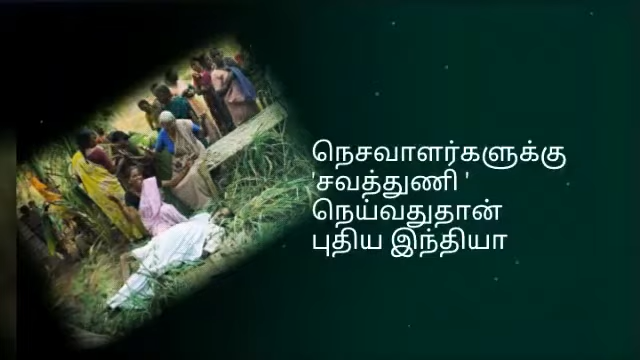 நெசவாளர்களுக்கு
'சவத்துணி '
நெய்வதுதான்
புதிய இந்தியா